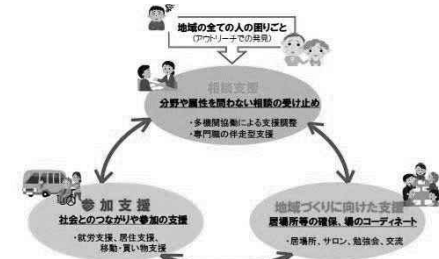 地域の全ての人の困りごと
(アウトリーチでの発見)
相談支援
分野や属性を問わない相談の受け止め
・多機関協働による支援調整
・専門職の伴走型支援
参加支援
社会とのつながりや参加の支援
・就労支援、居住支援、
移動・買い物支援
地域づくりに向けた支援
居場所等の確保、場のコーディネート
・居場所、サロン、勉強会、交流